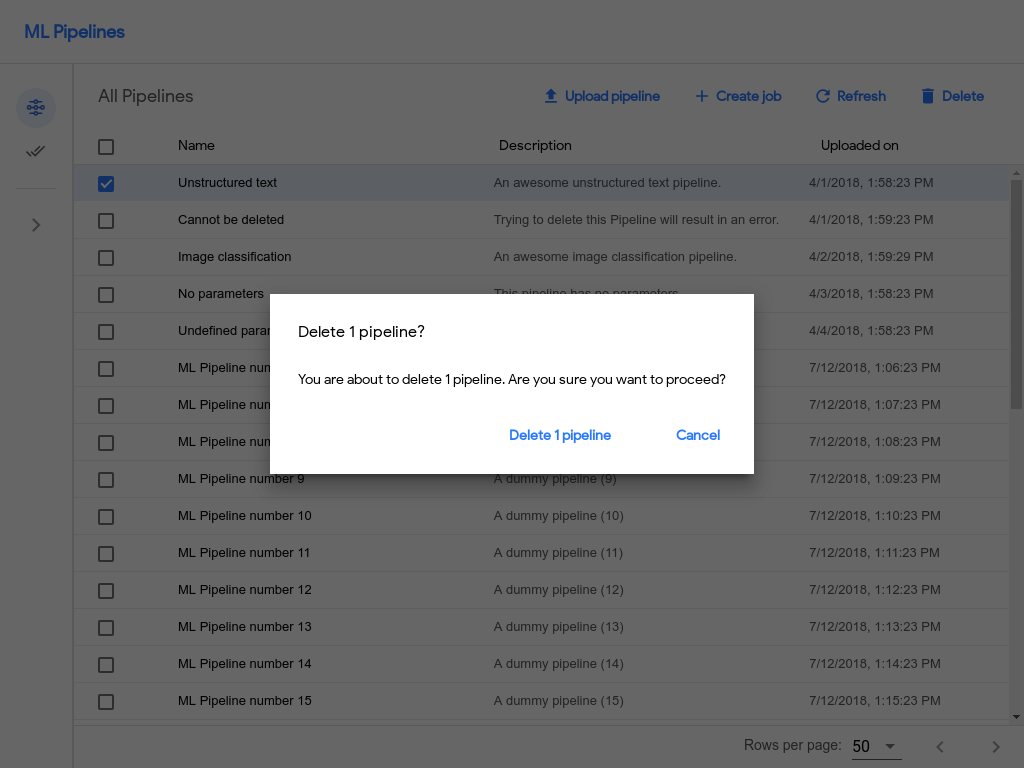 ML Pipelines
All Pipelines
Upload pipeline
Create job
Refresh
Delete
Name Description Uploaded on
Unstructured text An awesome unstructured text pipeline. 4/1/2018, 1:58:23 PM
Cannot be deleted Trying to delete this Pipeline will result in an error. 4/1/2018, 1:59:23 PM
Image classification An awesome image classification pipeline. 4/2/2018, 1:59:29 PM
No parameters This pipeline has no parameters. 4/3/2018, 1:58:23 PM
Undefined 4/4/2018, 1:58:23 PM
ML Pipeline 7/12/2018, 1:06:23 PM
ML Pipeline 7/12/2018, 1:07:23 PM
ML Pipeline 7/12/2018, 1:08:23 PM
ML Pipeline number 9 A dummy pipeline (9) 7/12/2018, 1:09:23 PM
ML Pipeline number 10 A dummy pipeline (10) 7/12/2018, 1:10:23 PM
ML Pipeline number 11 A dummy pipeline (11) 7/12/2018, 1:11:23 PM
ML Pipeline number 12 A dummy pipeline (12) 7/12/2018, 1:12:23 PM
ML Pipeline number 13 A dummy pipeline (13) 7/12/2018, 1:13:23 PM
ML Pipeline number 14 A dummy pipeline (14) 7/12/2018, 1:14:23 PM
ML Pipeline number 15 A dummy pipeline (15) 7/12/2018, 1:15:23 PM
Delete 1 pipeline?
You are about to delete 1 pipeline. Are you sure you want to proceed?
Delete 1 pipeline
Cancel
Rows per page: 50